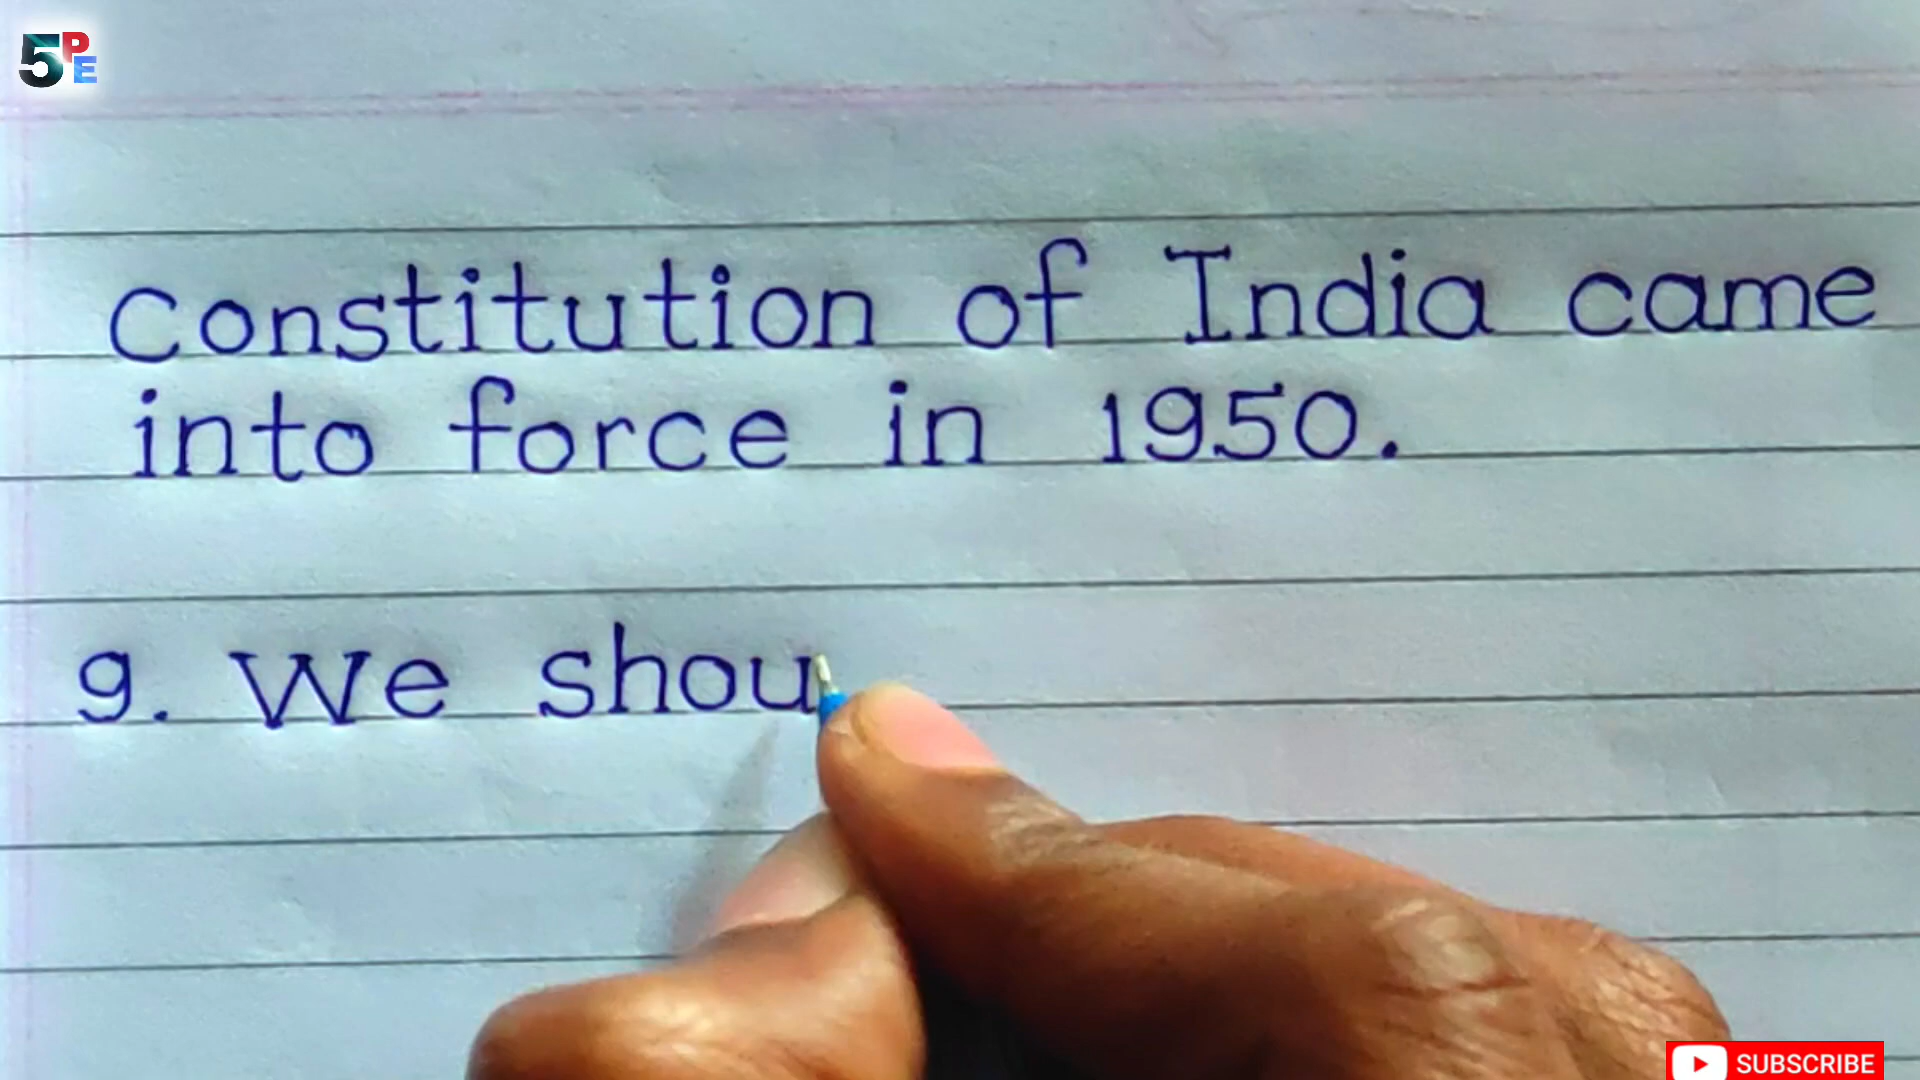 5PE
Constitution of India came
into force in 1950.
9. We shou
SUBSCRIBE